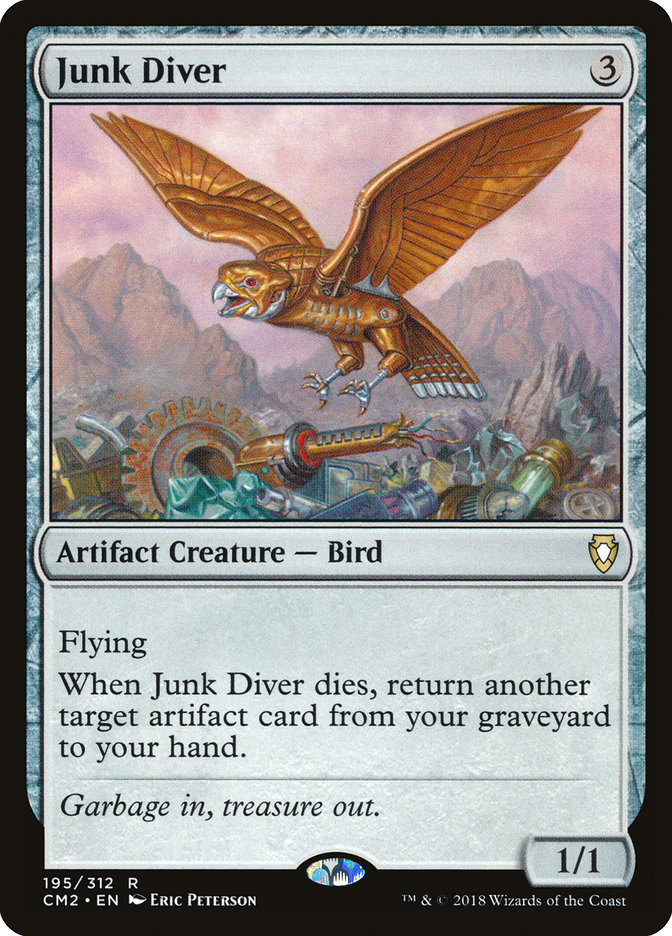 Junk Diver 3
Artifact Creature — Bird
Flying
When Junk Diver dies, return another
target artifact card from your graveyard
to your hand.
Garbage in, treasure out.
1/1
195/312 R
CM2 • EN Eric Peterson
™ & © 2018 Wizards of the Coast